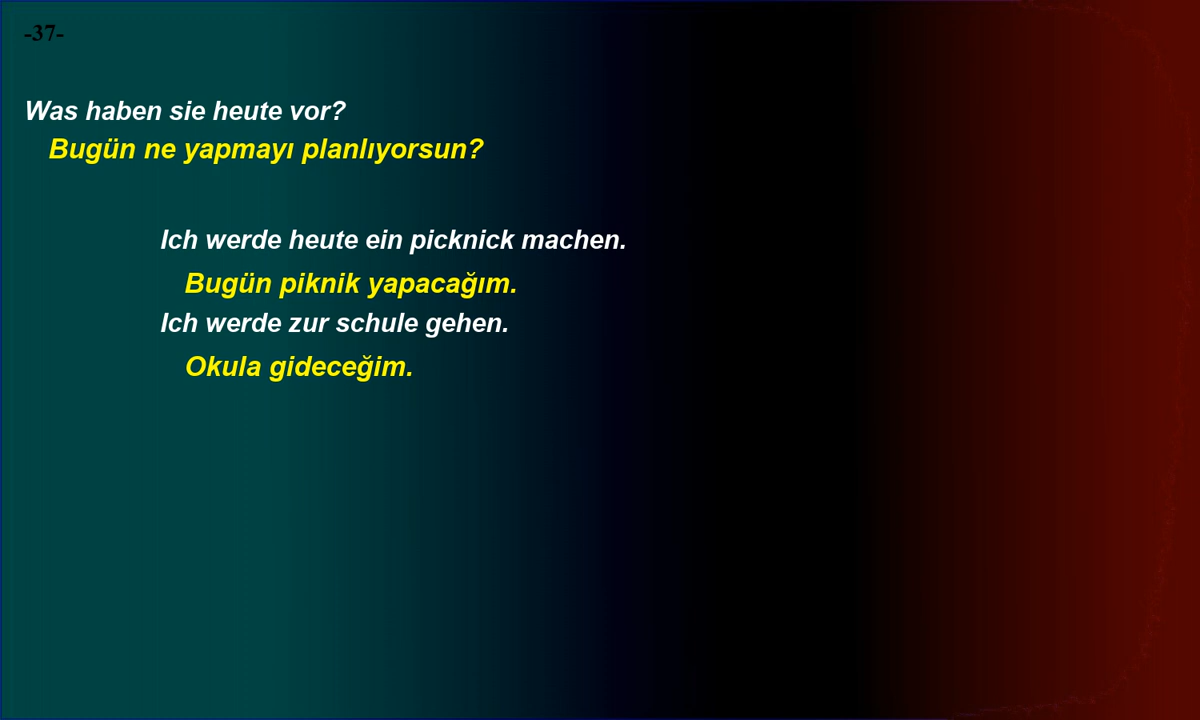 -37-
Was haben sie heute vor?
Bugün ne yapmayı planlıyorsun?
Ich werde heute ein picknick machen.
Bugün piknik yapacağım.
Ich werde zur schule gehen.
Okula gideceğim.